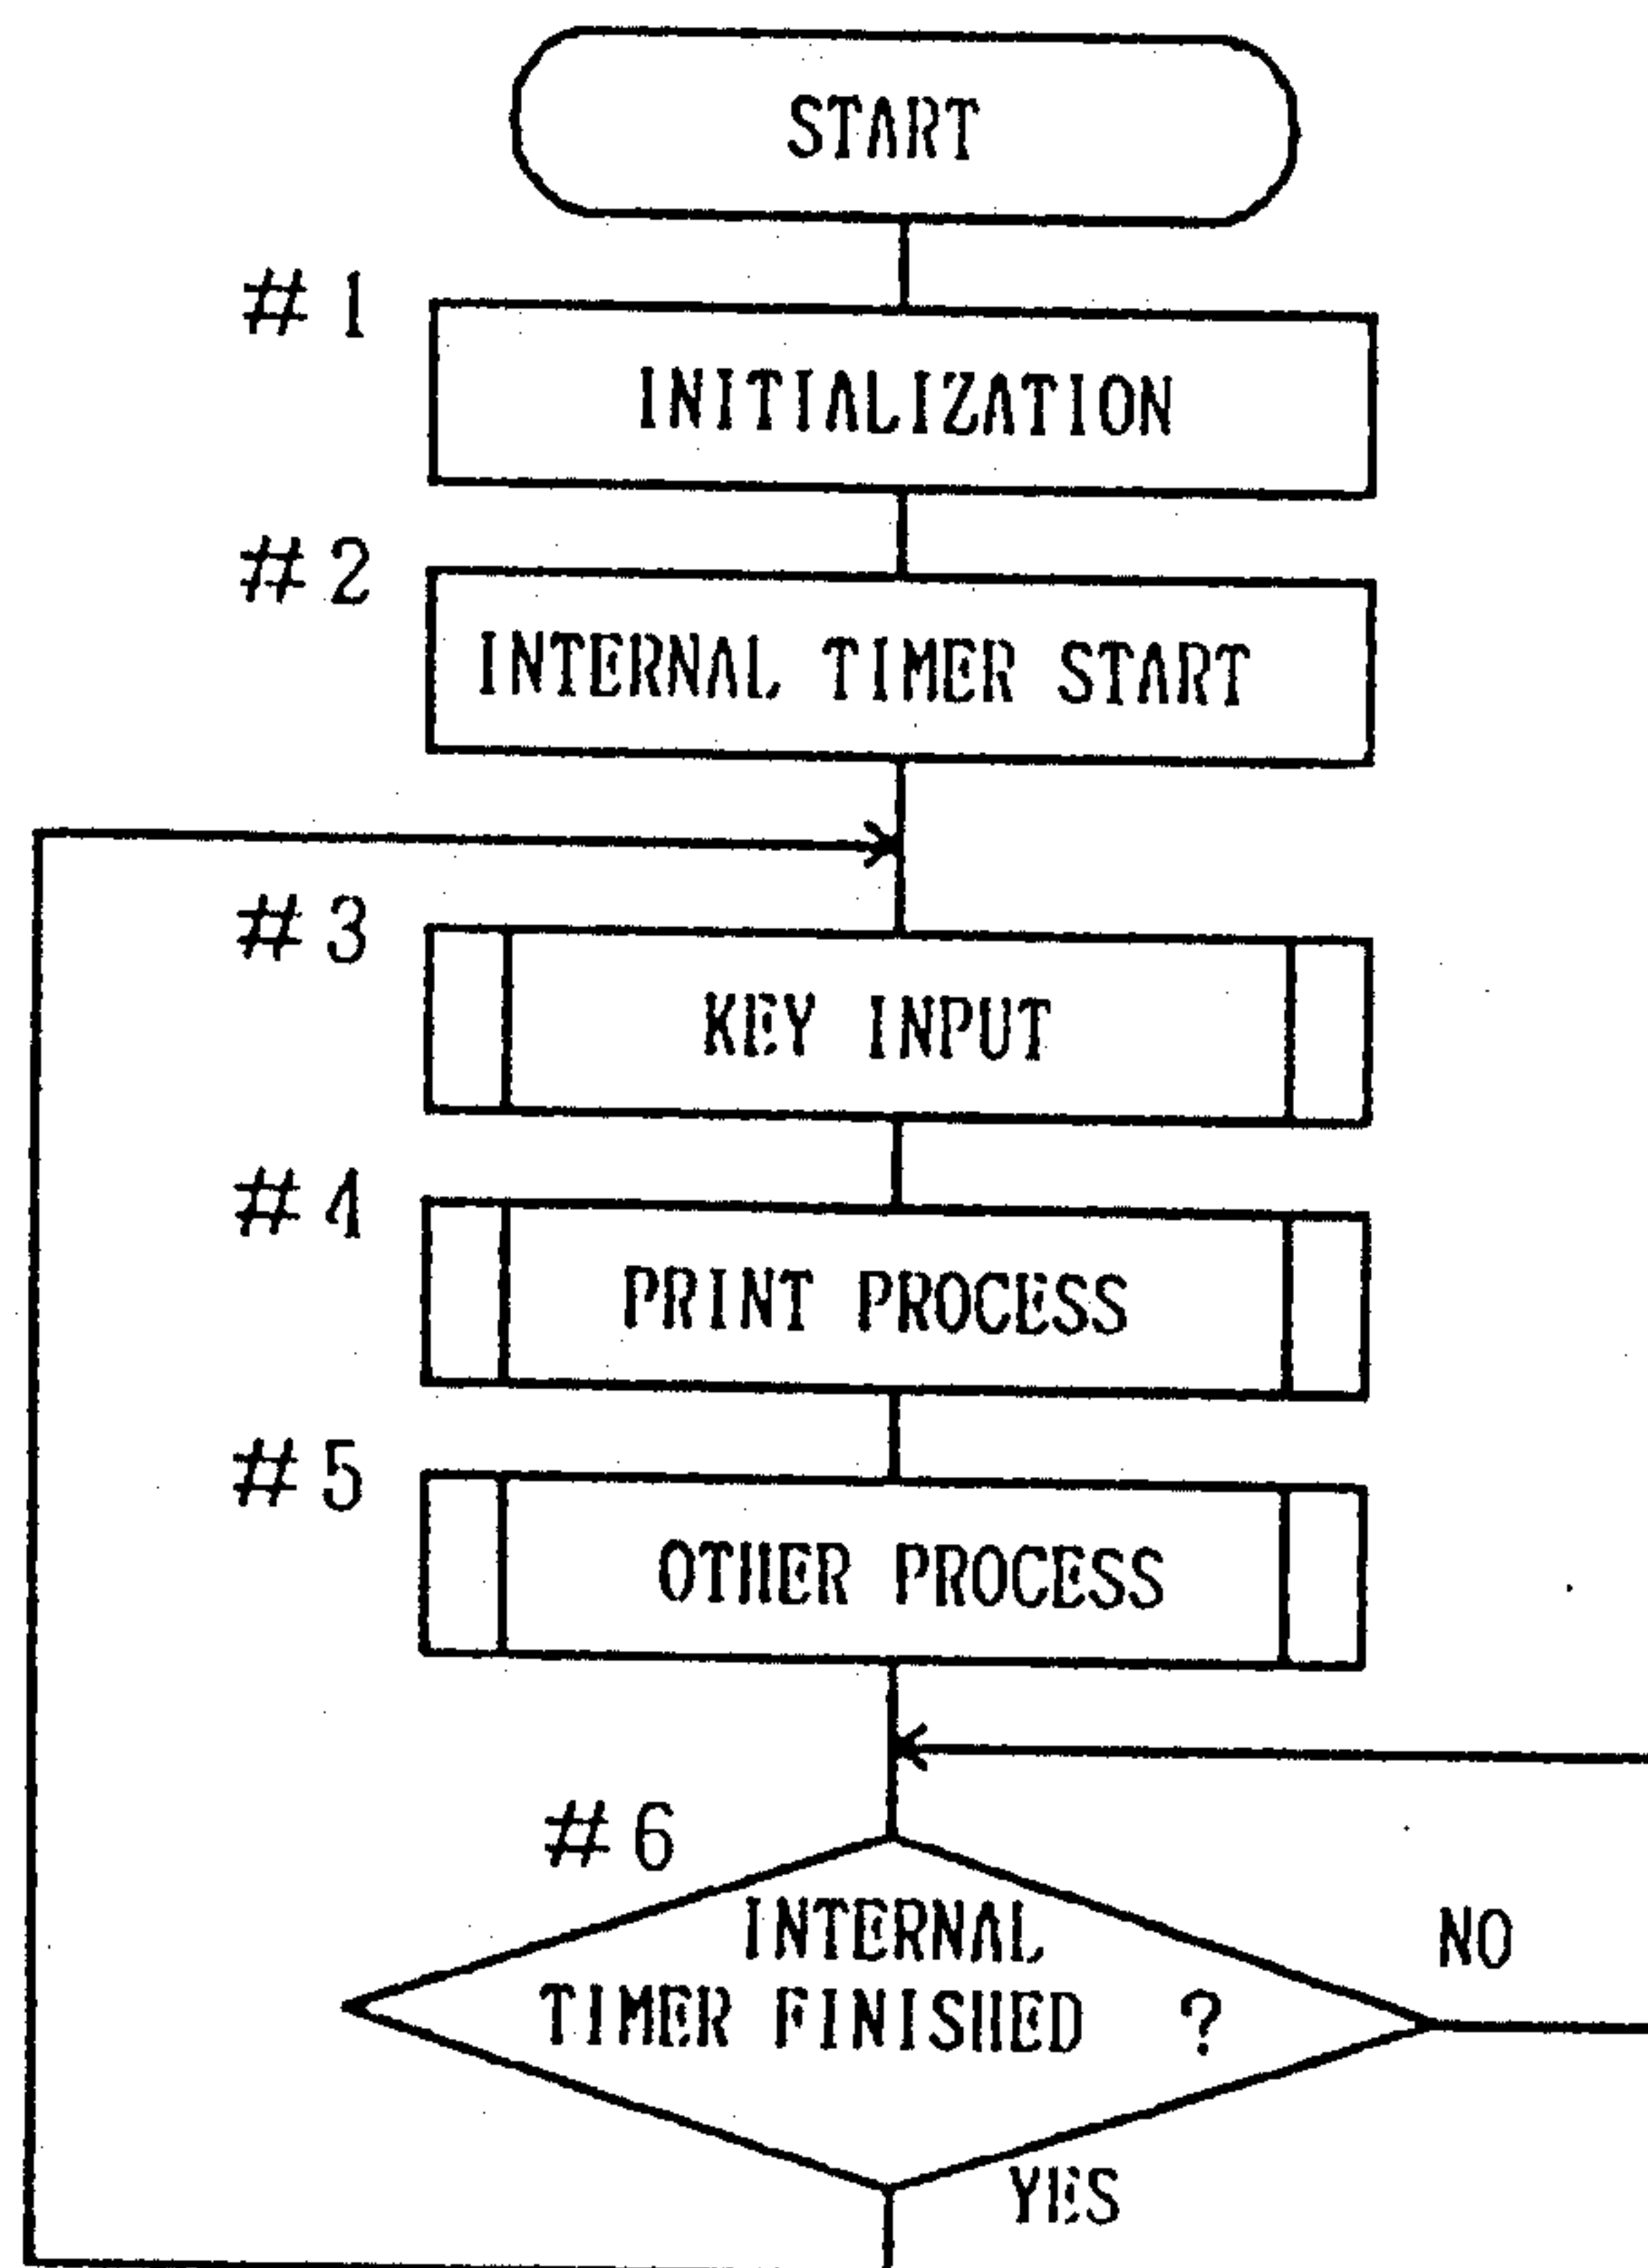 START
#1
INITIALIZATION
#2
INTERNAL TIMER START
#3
KEY INPUT
#4
PRINT PROCESS
#5
OTHER PROCESS
#6
INTERNAL
TIMER FINISHED ?
NO
YES